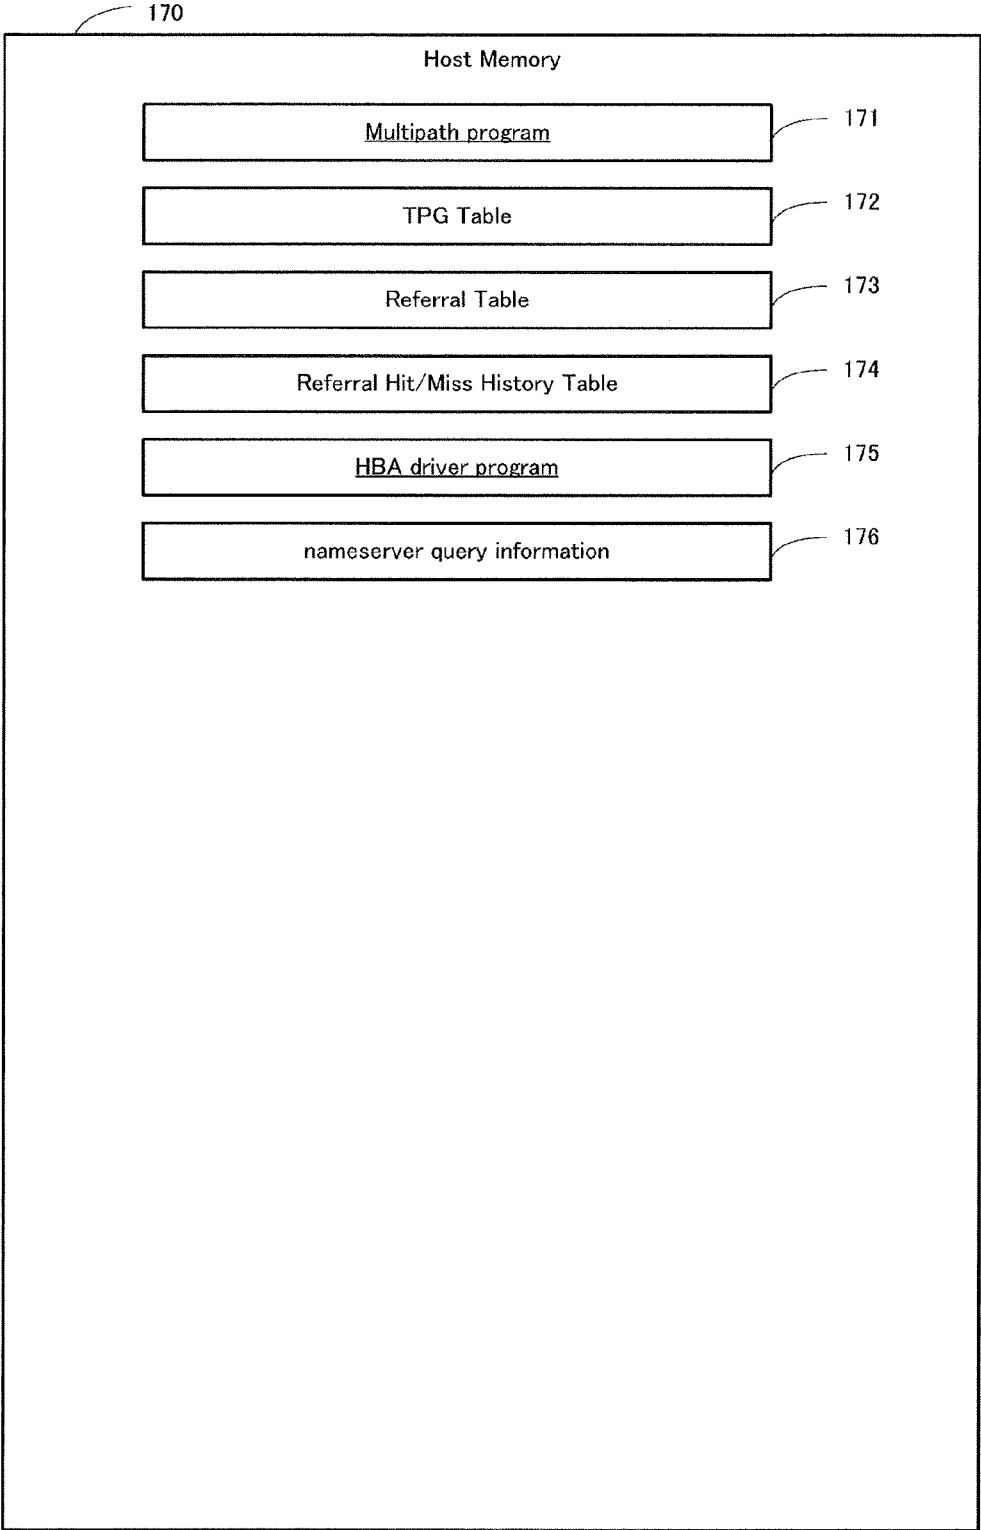 170
Host Memory
Multipath program
171
TPG Table
172
Referral Table
173
Referral Hit/Miss History Table
174
HBA driver program
175
nameserver query information
176